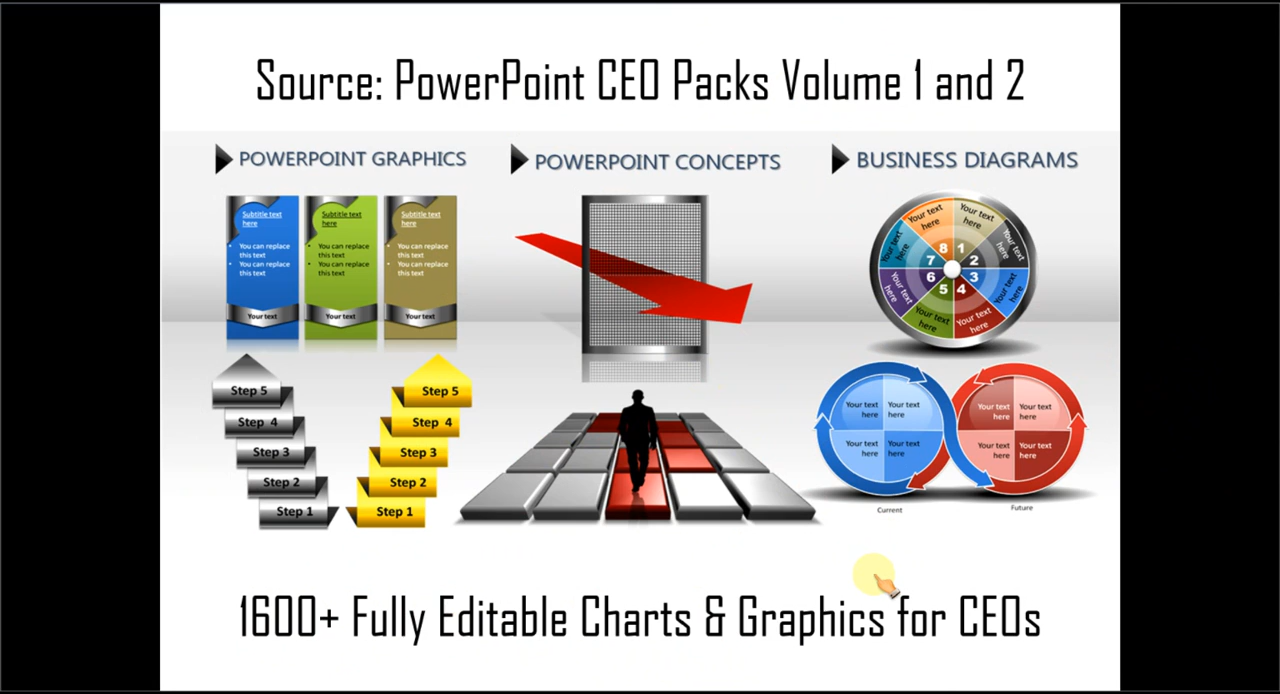 Source: PowerPoint CEO Packs Volume 1 and 2
POWERPOINT GRAPHICS
POWERPOINT CONCEPTS
BUSINESS DIAGRAMS
Subtitle text
here
• You can replace
this text
• You can replace
this text
Your text
Subtitle text
here
• You can replace
this text
• You can replace
this text
Your text
Subtitle text
here
• You can replace
this text
• You can replace
this text
Your text
Step 5
Step 4
Step 3
Step 2
Step 1
Step 5
Step 4
Step 3
Step 2
Step 1
Your text
here
1
Your text
here
2
Your text
here
3
Your text
here
4
Your text
here
5
Your text
here
6
Your text
here
7
Your text
here
8
Your text
here
Your text
here
Your text
here
Your text
here
Current
Your text
here
Your text
here
Your text
here
Your text
here
Future
1600+ Fully Editable Charts & Graphics for CEOs